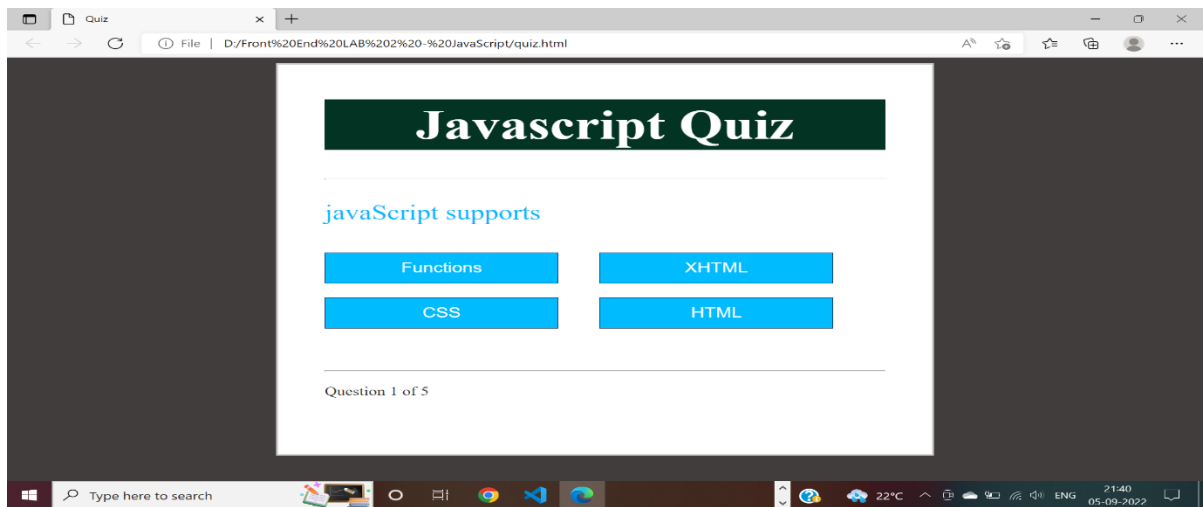 Quiz
File | D:/Front%20End%20LAB%202%20-%20JavaScript/quiz.html
Javascript Quiz
javaScript supports
Functions XHTML
CSS HTML
Question 1 of 5
Type here to search 22°C ENG 21:40
05-09-2022